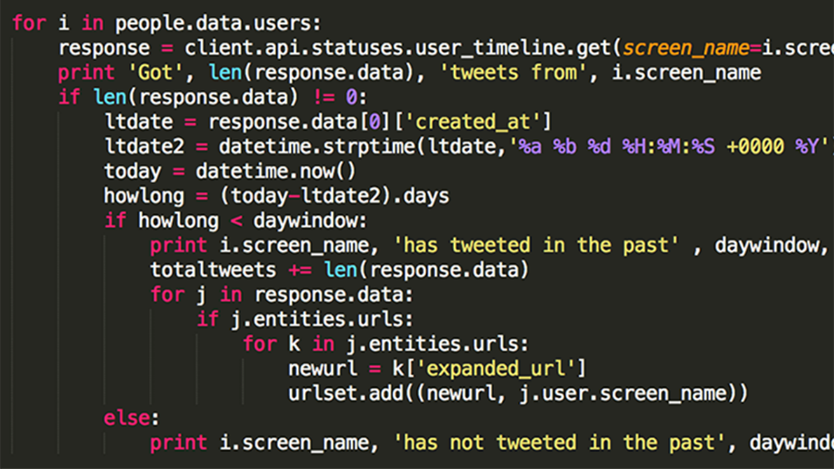 for i in people.data.users:
    response = client.api.statuses.user_timeline.get(screen_name=i.scree
    print 'Got', len(response.data), 'tweets from', i.screen_name
    if len(response.data) != 0:
        ltdate = response.data[0]['created_at']
        ltdate2 = datetime.strptime(ltdate,'%a %b %d %H:%M:%S +0000 %Y'
        today = datetime.now()
        howlong = (today-ltdate2).days
        if howlong < daywindow:
            print i.screen_name, 'has tweeted in the past' , daywindow,
            totaltweets += len(response.data)
            for j in response.data:
                if j.entities.urls:
                    for k in j.entities.urls:
                        newurl = k['expanded_url']
                        urlset.add((newurl, j.user.screen_name))
        else:
            print i.screen_name, 'has not tweeted in the past', daywindo